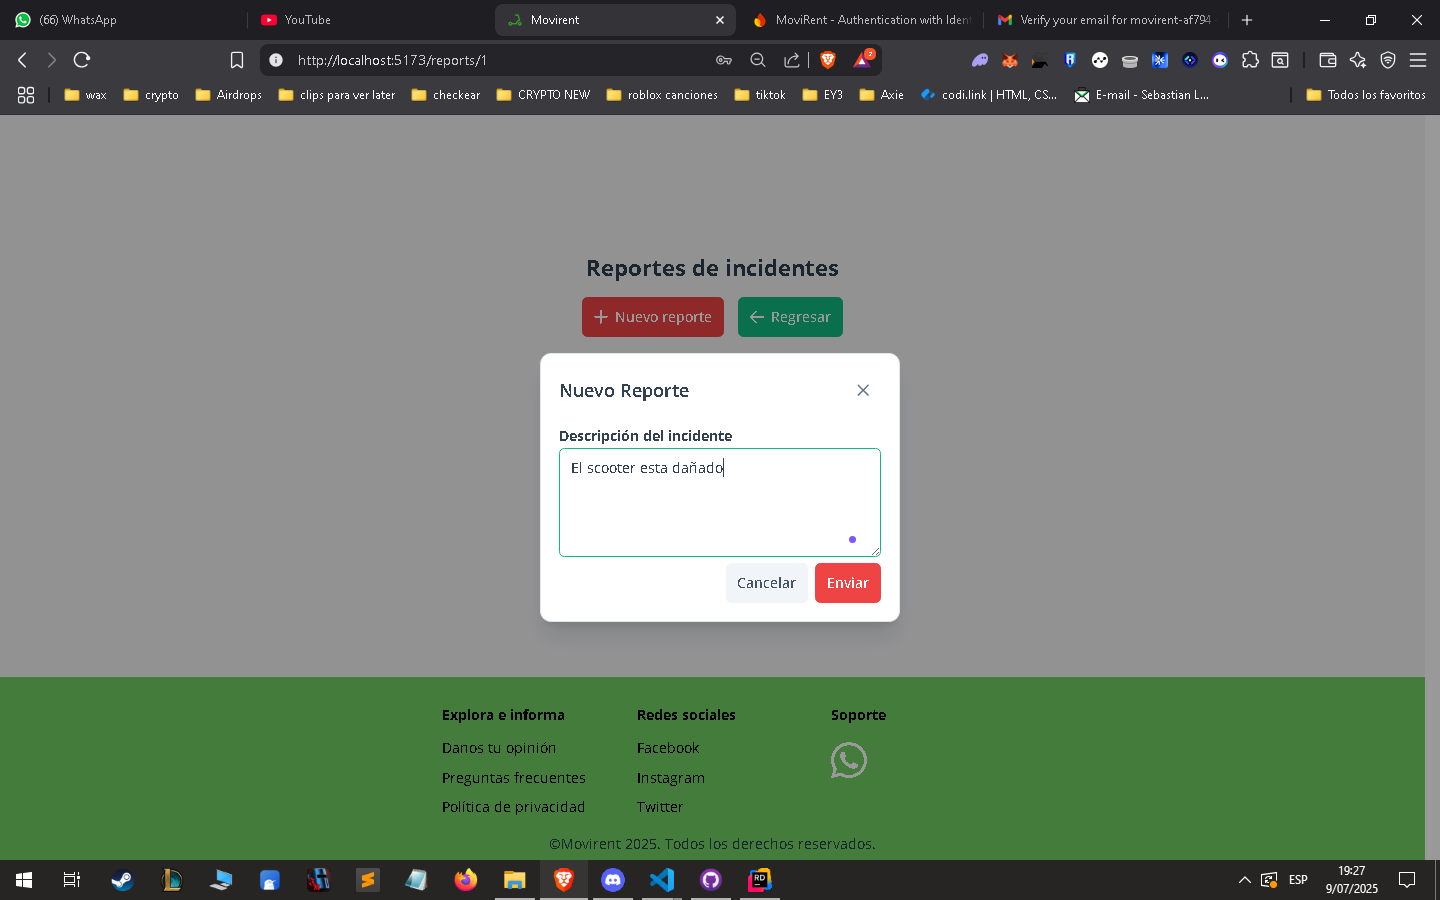 (66) WhatsApp
YouTube
Movirent
MoviRent - Authentication with Iden
Verify your email for movirent-af794
http://localhost:5173/reports/1
2
wax
crypto
Airdrops
clips para ver later
checkear
CRYPTO NEW
roblox canciones
tiktok
EY3
Axie
codi.link | HTML, CS...
E-mail - Sebastian L...
Todos los favoritos
Reportes de incidentes
Nuevo reporte
Regresar
Nuevo Reporte
Descripción del incidente
El scooter esta dañado
Cancelar
Enviar
Explora e informa
Danos tu opinión
Preguntas frecuentes
Política de privacidad
Redes sociales
Facebook
Instagram
Twitter
Soporte
©Movirent 2025. Todos los derechos reservados.
RD
ESP
19:27
9/07/2025